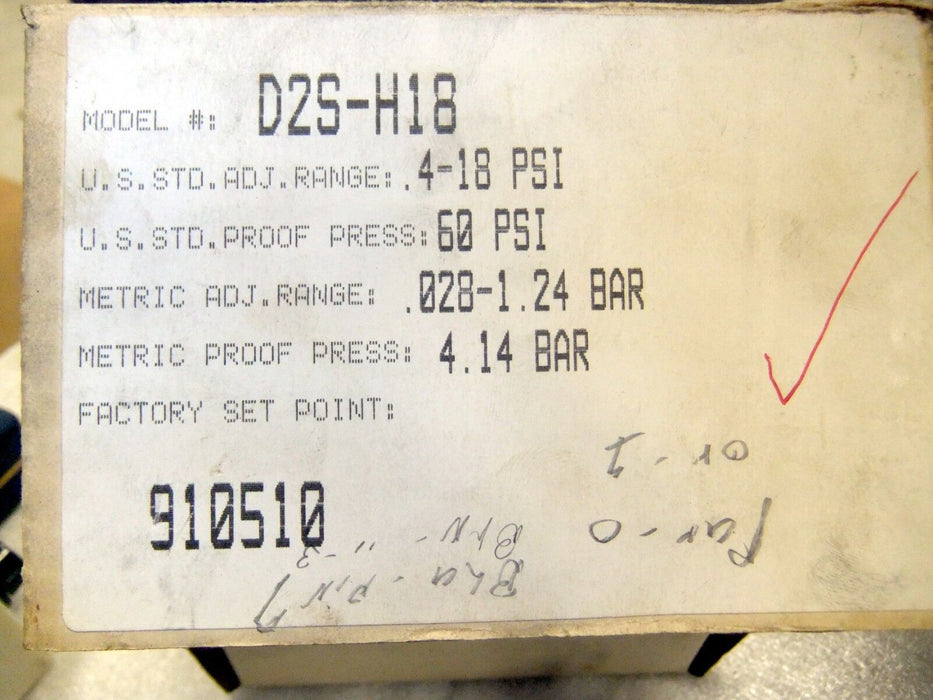 MODEL #: D2S-H18
U.S.STD.ADJ.RANGE: .4-18 PSI
U.S.STD.PROOF PRESS: 60 PSI
METRIC ADJ.RANGE: .028-1.24 BAR
METRIC PROOF PRESS: 4.14 BAR
FACTORY SET POINT:
910510